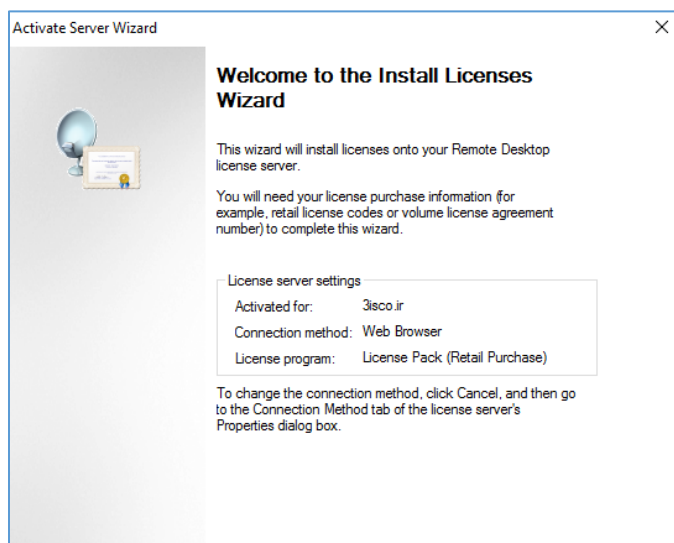 Activate Server Wizard
Welcome to the Install Licenses
Wizard
This wizard will install licenses onto your Remote Desktop
license server.
You will need your license purchase information (for
example, retail license codes or volume license agreement
number) to complete this wizard.
License server settings
Activated for: 3isco.ir
Connection method: Web Browser
License program: License Pack (Retail Purchase)
To change the connection method, click Cancel, and then go
to the Connection Method tab of the license server's
Properties dialog box.